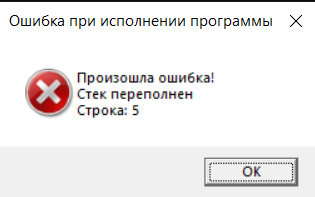 Ошибка при исполнении программы
Произошла ошибка!
Стек переполнен
Строка: 5
OK